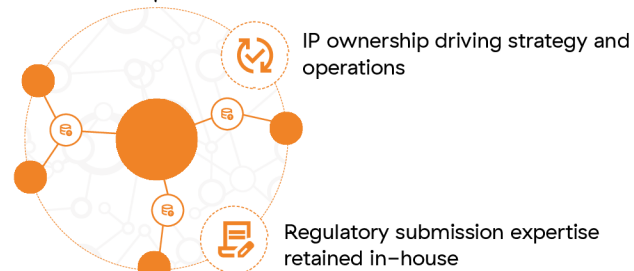 IP ownership driving strategy and
operations
Regulatory submission expertise
retained in-house